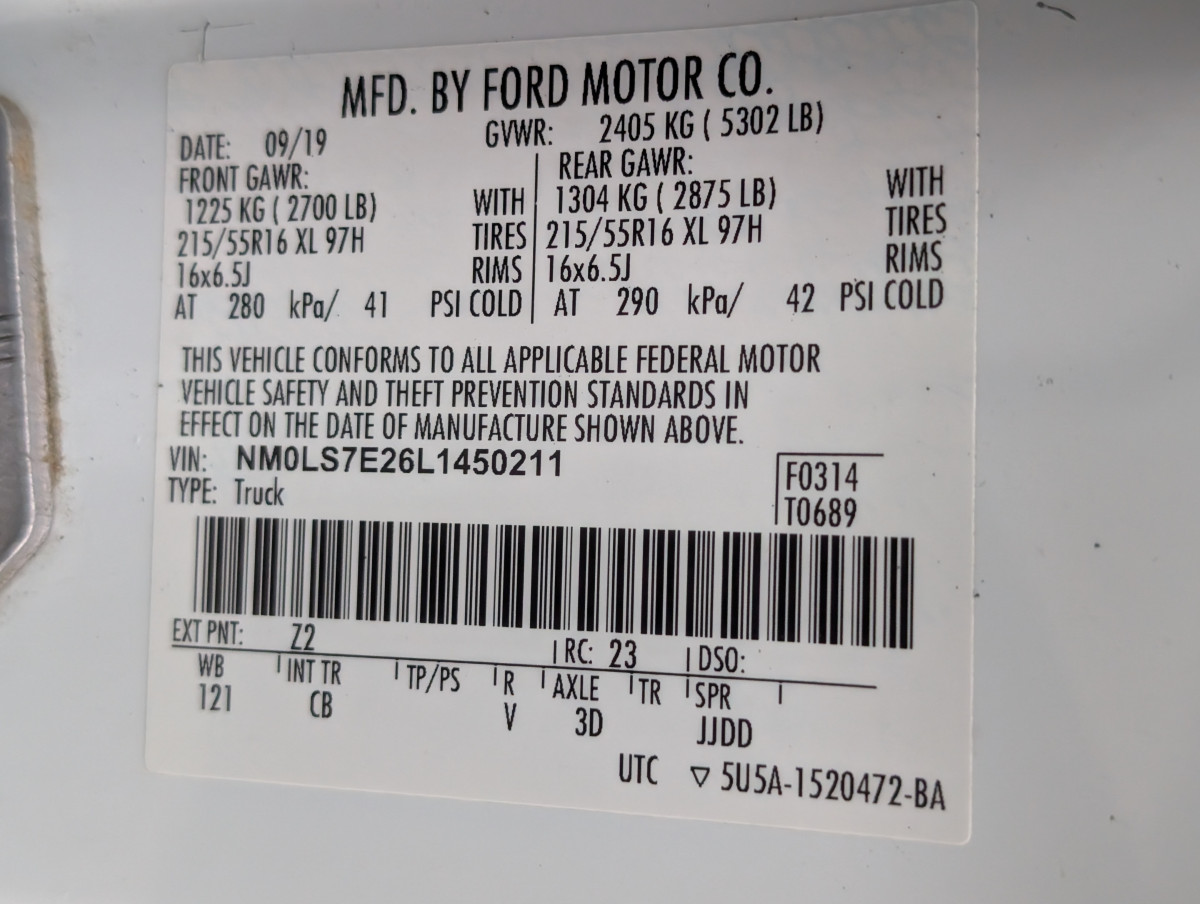 MFD. BY FORD MOTOR CO.
DATE: 09/19 GVWR: 2405 KG ( 5302 LB)
FRONT GAWR: REAR GAWR:
1225 KG ( 2700 LB) WITH 1304 KG ( 2875 LB) WITH
215/55R16 XL 97H TIRES 215/55R16 XL 97H TIRES
16x6.5J RIMS 16x6.5J RIMS
AT 280 kPa/ 41 PSI COLD AT 290 kPa/ 42 PSI COLD
THIS VEHICLE CONFORMS TO ALL APPLICABLE FEDERAL MOTOR
VEHICLE SAFETY AND THEFT PREVENTION STANDARDS IN
EFFECT ON THE DATE OF MANUFACTURE SHOWN ABOVE.
VIN: NM0LS7E26L1450211
F0314
TYPE: Truck
T0689
EXT PNT: Z2 RC: 23 DSO:
WB INT TR TP/PS R AXLE TR SPR
121 CB V 3D JJDD
UTC ▽ 5U5A-1520472-BA